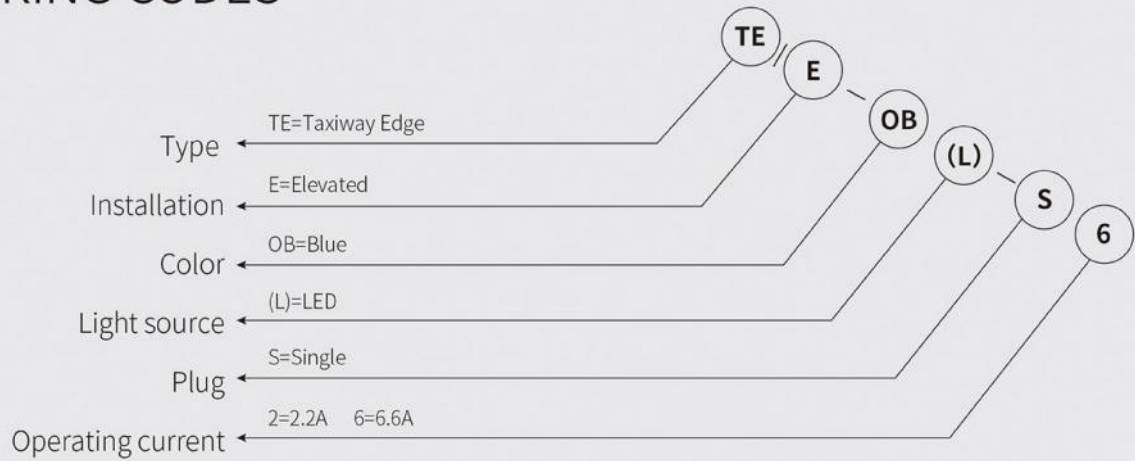 TE
E
OB
(L)
S
6
Type TE=Taxiway Edge
Installation E=Elevated
Color OB=Blue
Light source (L)=LED
Plug S=Single
Operating current 2=2.2A 6=6.6A